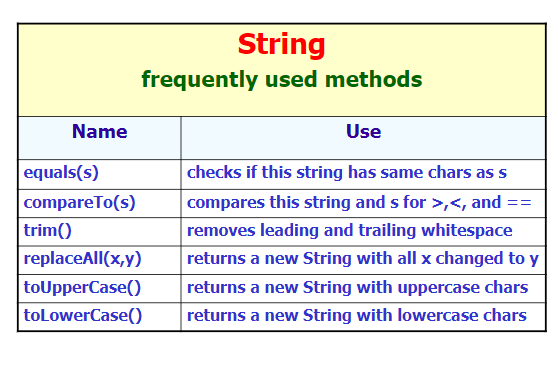 String
frequently used methods
Name Use
equals(s) checks if this string has same chars as s
compareTo(s) compares this string and s for >,<, and ==
trim() removes leading and trailing whitespace
replaceAll(x,y) returns a new String with all x changed to y
toUpperCase() returns a new String with uppercase chars
toLowerCase() returns a new String with lowercase chars